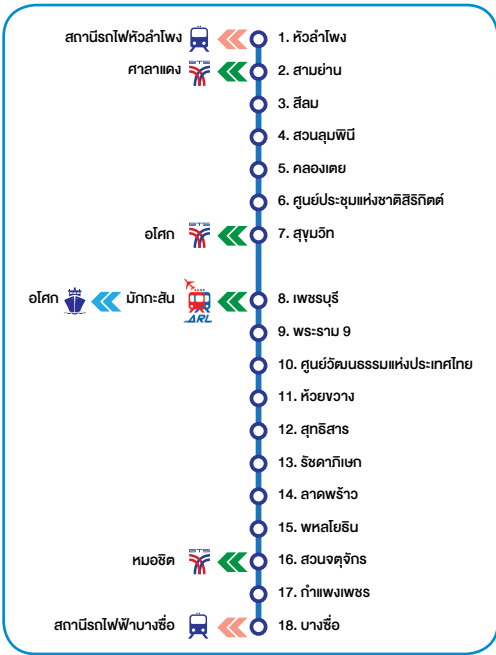 สถานีรถไฟหัวลำโพง 1. หัวลำโพง
ศาลาแดง BTS 2. สามย่าน
3. สีลม
4. สวนลุมพินี
5. คลองเตย
6. ศูนย์ประชุมแห่งชาติสิริกิตต์
อโศก BTS 7. สุขุมวิท
อโศก มักกะสัน ARL 8. เพชรบุรี
9. พระราม 9
10. ศูนย์วัฒนธรรมแห่งประเทศไทย
11. ห้วยขวาง
12. สุทธิสาร
13. รัชดาภิเษก
14. ลาดพร้าว
15. พหลโยธิน
หมอชิต BTS 16. สวนจตุจักร
17. กำแพงเพชร
สถานีรถไฟฟ้าบางซื่อ 18. บางซื่อ